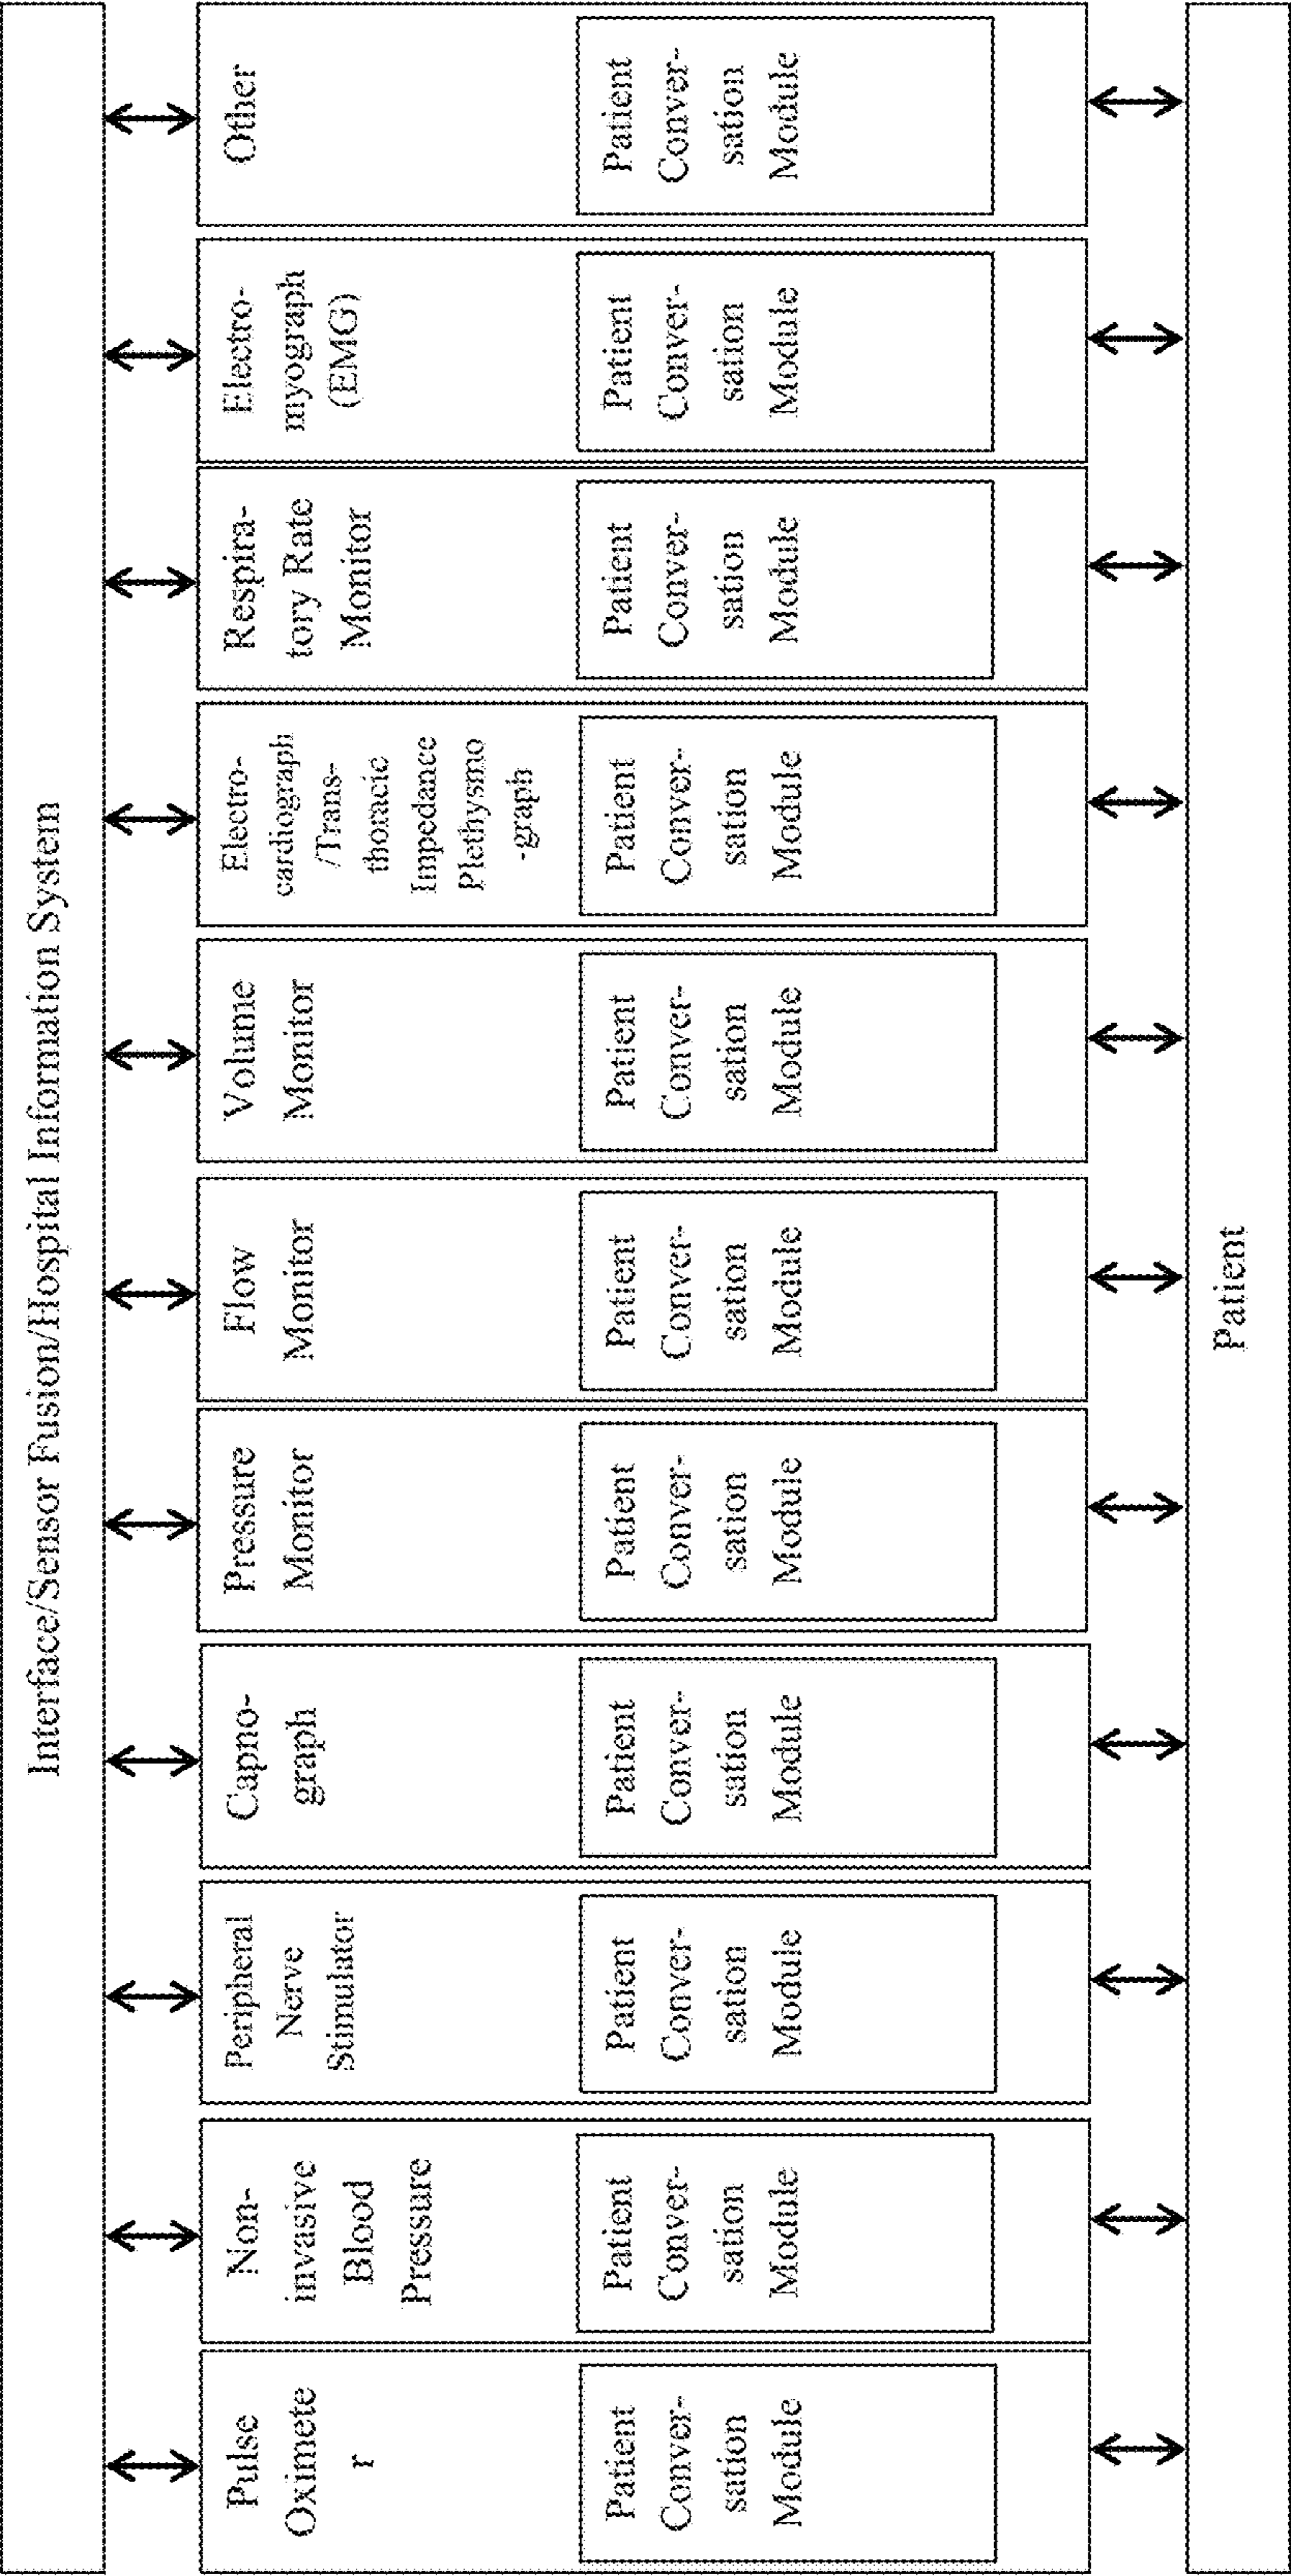 Interface/Sensor Fusion/Hospital Information System
Pulse
Oximete
r
Patient
Conver-
sation
Module
Non-
invasive
Blood
Pressure
Patient
Conver-
sation
Module
Peripheral
Nerve
Stimulator
Patient
Conver-
sation
Module
Capno-
graph
Patient
Conver-
sation
Module
Pressure
Monitor
Patient
Conver-
sation
Module
Flow
Monitor
Patient
Conver-
sation
Module
Volume
Monitor
Patient
Conver-
sation
Module
Electro-
cardiograph
/Trans-
thoracic
Impedance
Plethysmo
-graph
Patient
Conver-
sation
Module
Respira-
tory Rate
Monitor
Patient
Conver-
sation
Module
Electro-
myograph
(EMG)
Patient
Conver-
sation
Module
Other
Patient
Conver-
sation
Module
Patient